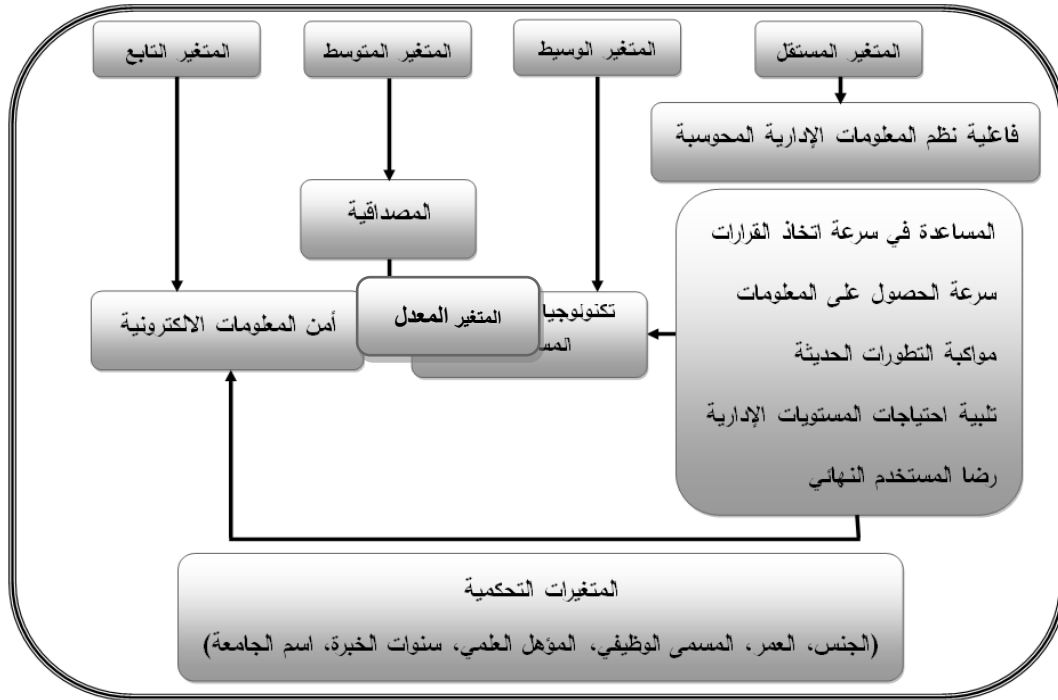 المتغير المستقل
المتغير الوسيط
المتغير المتوسط
المتغير التابع
فاعلية نظم المعلومات الإدارية المحوسبة
المصداقية
المساعدة في سرعة اتخاذ القرارات
سرعة الحصول على المعلومات
مواكبة التطورات الحديثة
تلبية احتياجات المستويات الإدارية
رضا المستخدم النهائي
تكنولوجيا
المتغير المعدل
أمن المعلومات الالكترونية
المتغيرات التحكمية
(الجنس، العمر، المسمى الوظيفي، المؤهل العلمي، سنوات الخبرة، اسم الجامعة)